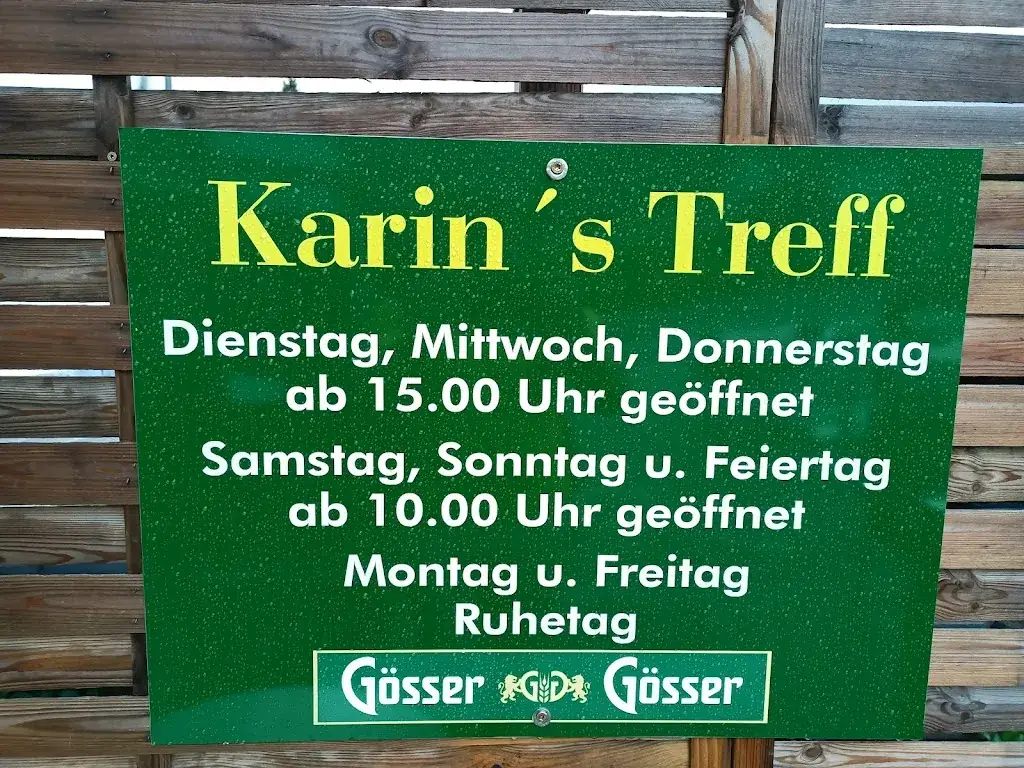 Karin´s Treff
Dienstag, Mittwoch, Donnerstag
ab 15.00 Uhr geöffnet
Samstag, Sonntag u. Feiertag
ab 10.00 Uhr geöffnet
Montag u. Freitag
Ruhetag
Gösser GG Gösser